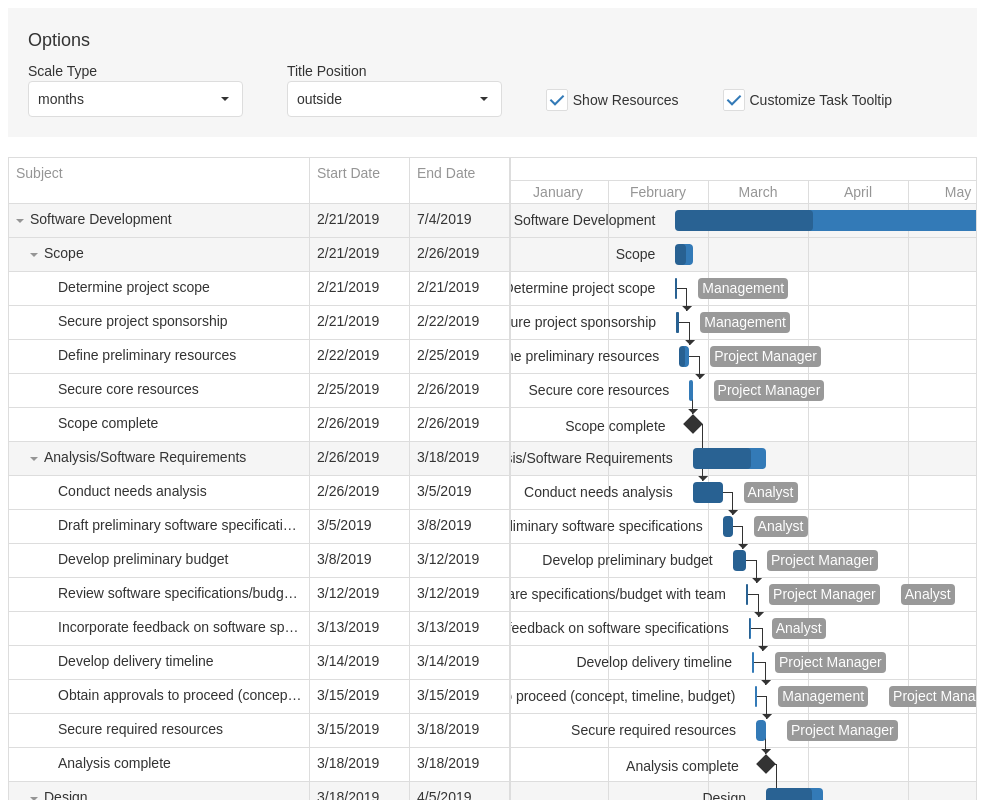 Options
Scale Type
Title Position
months
outside
Show Resources
Customize Task Tooltip
Subject Start Date End Date
January February March April May
Software Development 2/21/2019 7/4/2019 Software Development
Scope 2/21/2019 2/26/2019 Scope
Determine project scope 2/21/2019 2/21/2019 Determine project scope Management
Secure project sponsorship 2/21/2019 2/22/2019 ure project sponsorship Management
Define preliminary resources 2/22/2019 2/25/2019 ne preliminary resources Project Manager
Secure core resources 2/25/2019 2/26/2019 Secure core resources Project Manager
Scope complete 2/26/2019 2/26/2019 Scope complete
Analysis/Software Requirements 2/26/2019 3/18/2019 sis/Software Requirements
Conduct needs analysis 2/26/2019 3/5/2019 Conduct needs analysis Analyst
Draft preliminary software specificati… 3/5/2019 3/8/2019 liminary software specifications Analyst
Develop preliminary budget 3/8/2019 3/12/2019 Develop preliminary budget Project Manager
Review software specifications/budg… 3/12/2019 3/12/2019 are specifications/budget with team Project Manager Analyst
Incorporate feedback on software sp… 3/13/2019 3/13/2019 feedback on software specifications Analyst
Develop delivery timeline 3/14/2019 3/14/2019 Develop delivery timeline Project Manager
Obtain approvals to proceed (concep… 3/15/2019 3/15/2019 o proceed (concept, timeline, budget) Management Project Mana
Secure required resources 3/15/2019 3/18/2019 Secure required resources Project Manager
Analysis complete 3/18/2019 3/18/2019 Analysis complete
Design 3/18/2019 4/5/2019 Design